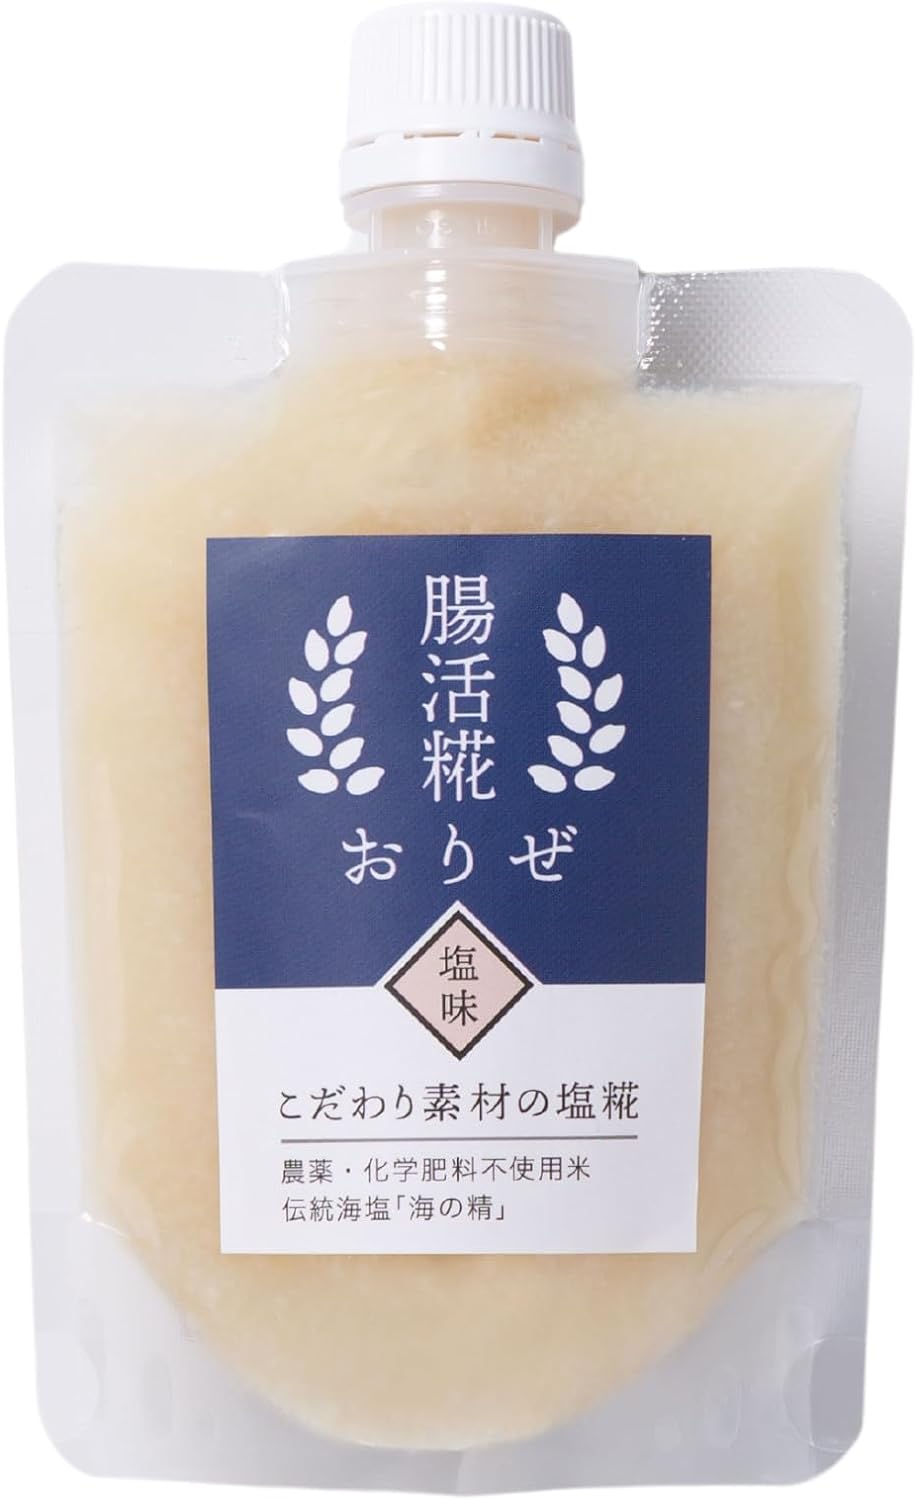 腸活糀
おりぜ
塩味
こだわり素材の塩糀
農薬・化学肥料不使用米
伝統海塩「海の精」